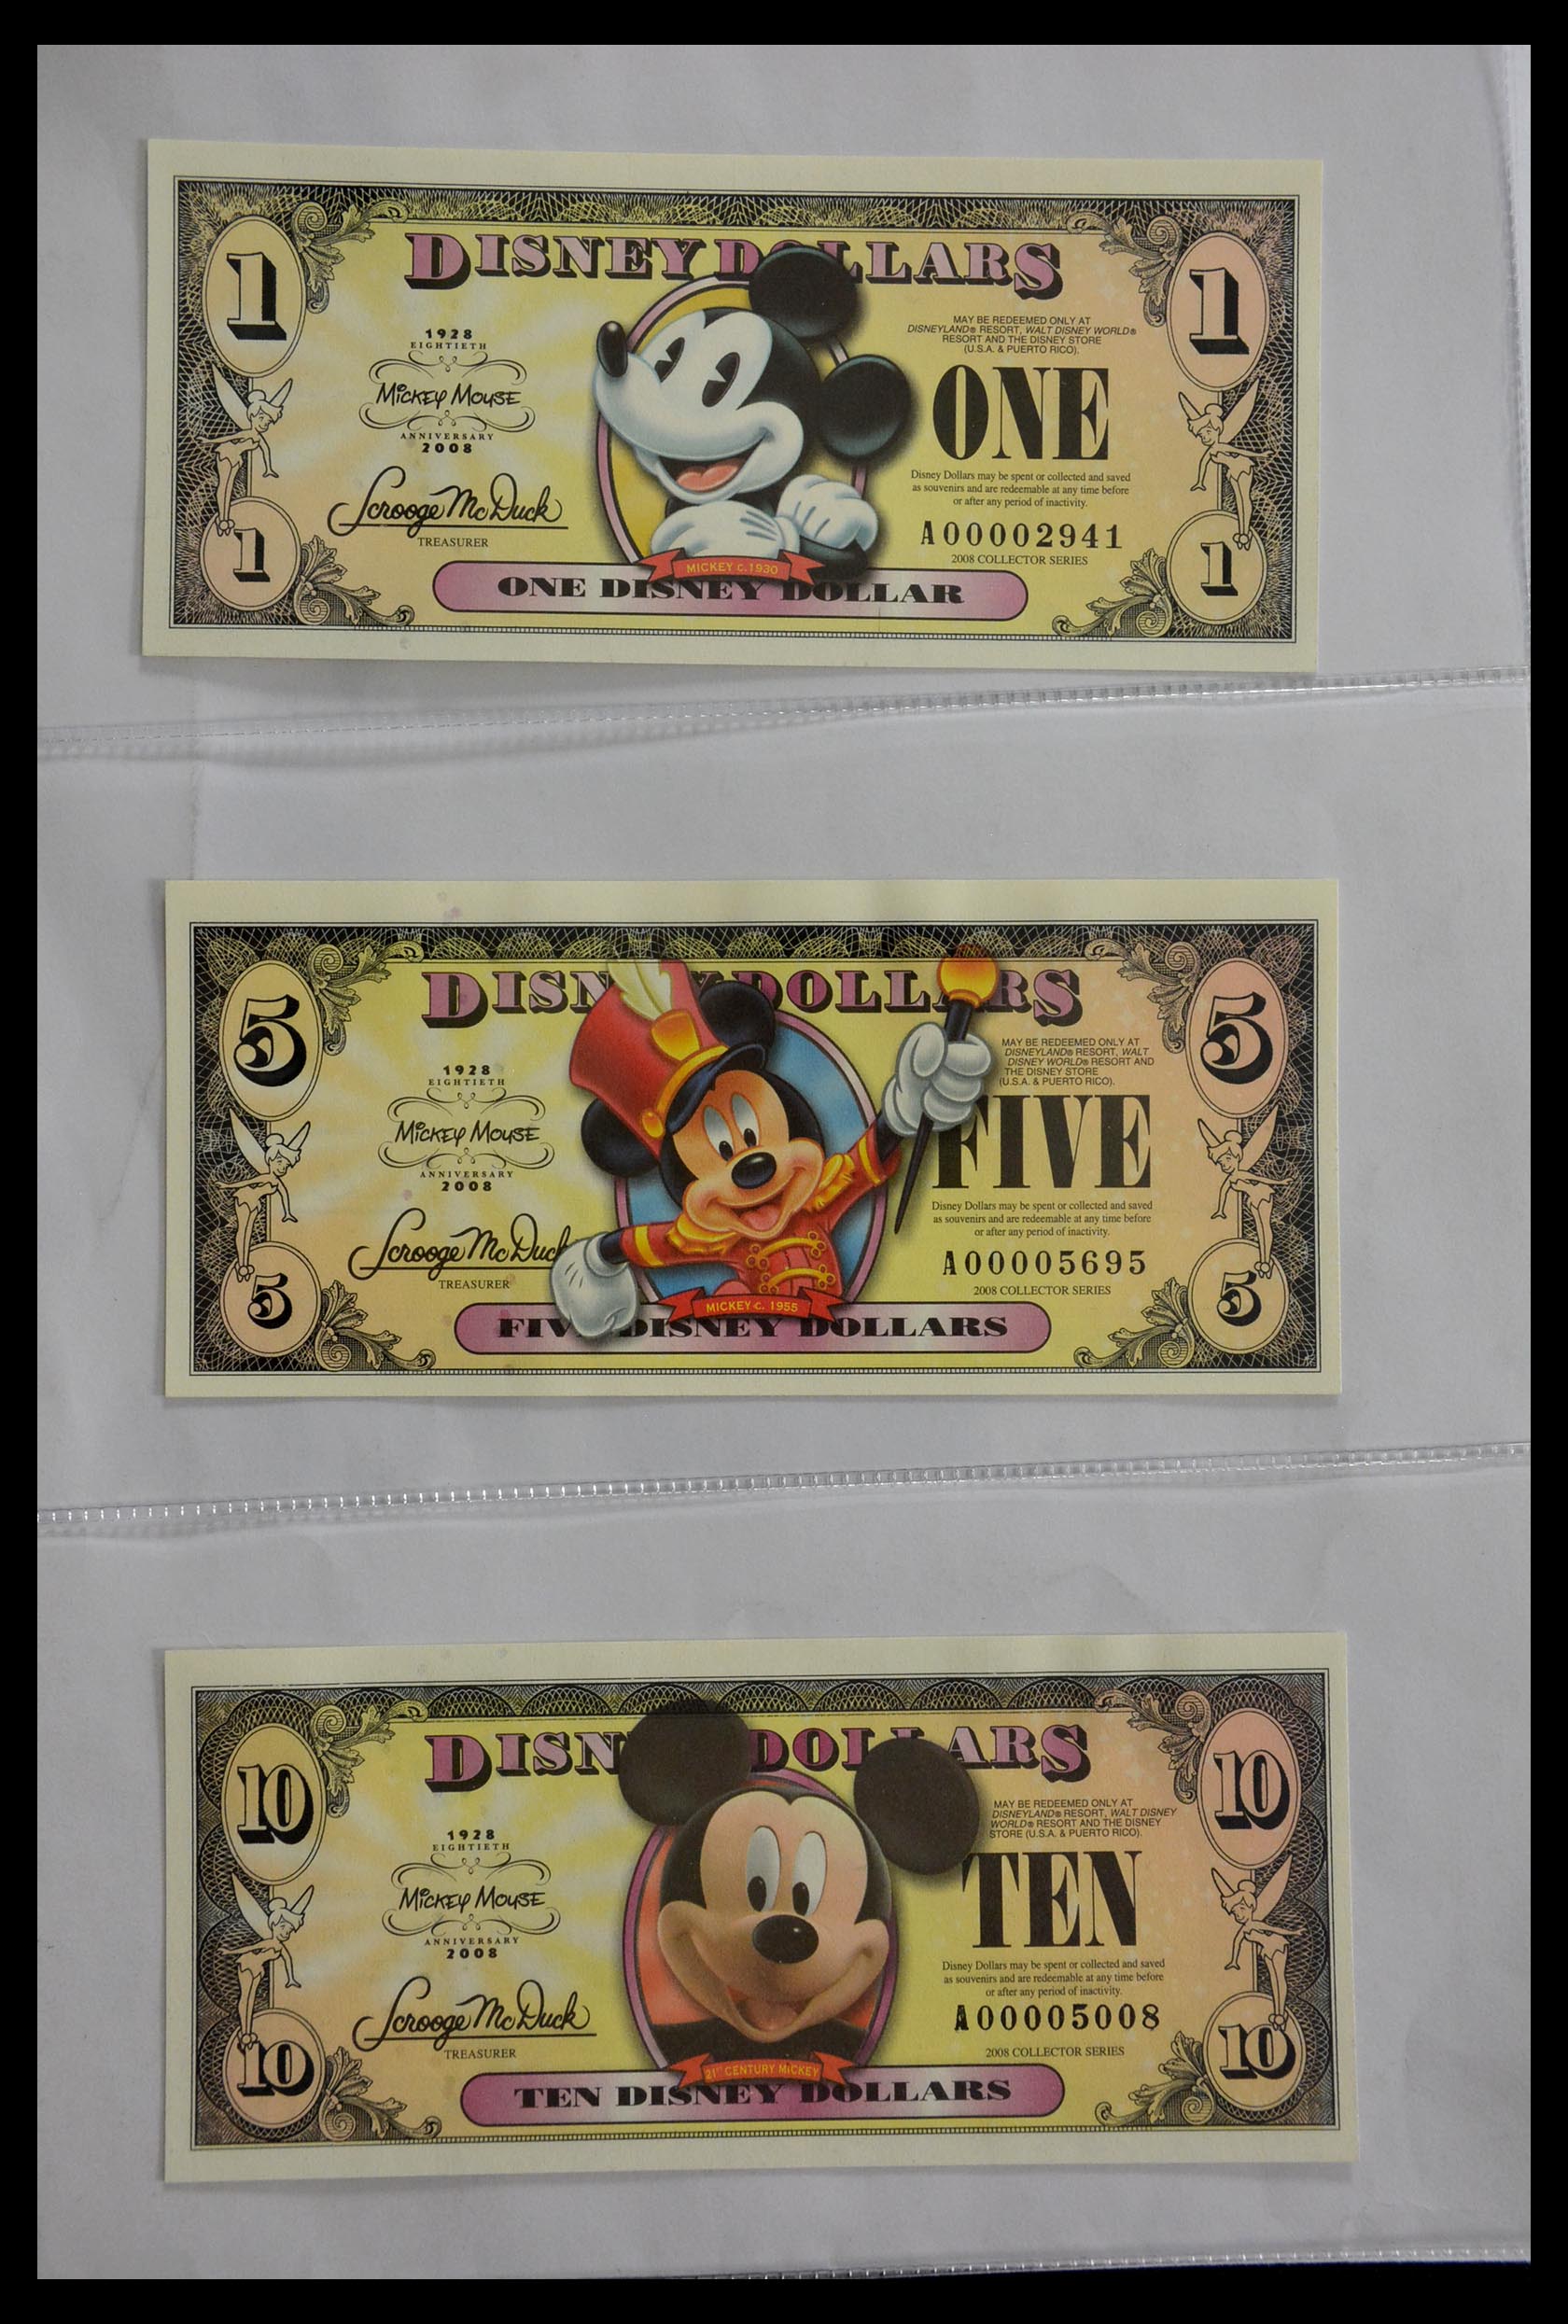 1
DISNEY DOLLARS
1
1928
EIGHTIETH
MICKEY MOUSE
ANNIVERSARY
2008
Scrooge McDuck
TREASURER
1
MICKEY c.1930
ONE DISNEY DOLLAR
MAY BE REDEEMED ONLY AT
DISNEYLAND® RESORT, WALT DISNEY WORLD®
RESORT AND THE DISNEY STORE
(U.S.A. & PUERTO RICO).
ONE
Disney Dollars may be spent or collected and saved
as souvenirs and are redeemable at any time before
or after any period of inactivity.
A00002941
2008 COLLECTOR SERIES
1
5
DISNEY DOLLARS
5
1928
EIGHTIETH
MICKEY MOUSE
ANNIVERSARY
2008
Scrooge McDuck
TREASURER
5
MICKEY c. 1955
FIVE DISNEY DOLLARS
MAY BE REDEEMED ONLY AT
DISNEYLAND® RESORT, WALT
DISNEY WORLD® RESORT AND
THE DISNEY STORE
(U.S.A. & PUERTO RICO).
FIVE
Disney Dollars may be spent or collected and saved
as souvenirs and are redeemable at any time before
or after any period of inactivity.
A00005695
2008 COLLECTOR SERIES
5
10
DISNEY DOLLARS
10
1928
EIGHTIETH
MICKEY MOUSE
ANNIVERSARY
2008
Scrooge McDuck
TREASURER
10
21ST CENTURY MICKEY
TEN DISNEY DOLLARS
MAY BE REDEEMED ONLY AT
DISNEYLAND® RESORT, WALT DISNEY
WORLD® RESORT AND THE DISNEY
STORE (U.S.A. & PUERTO RICO).
TEN
Disney Dollars may be spent or collected and saved
as souvenirs and are redeemable at any time before
or after any period of inactivity.
A00005008
2008 COLLECTOR SERIES
10